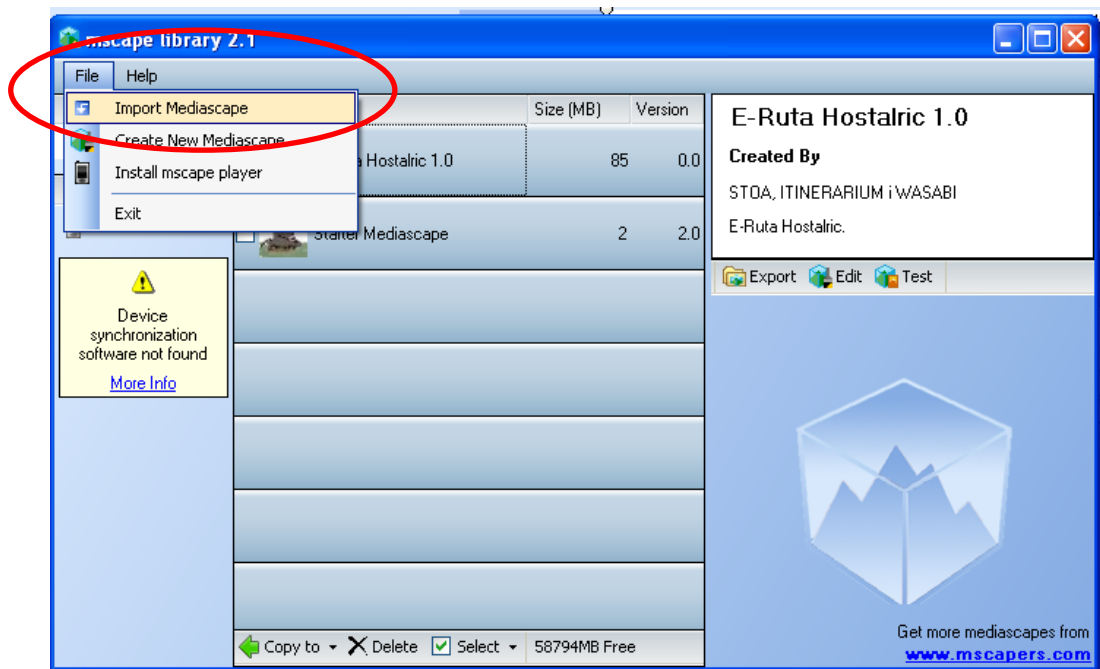 mscape library 2.1
File Help
Import Mediascape
Create New Mediascape
Install mscape player
Exit
Size (MB) Version
Hostalric 1.0 85 0.0
Starter Mediascape 2 2.0
Device
synchronization
software not found
More Info
E-Ruta Hostalric 1.0
Created By
STOA, ITINERARIUM i WASABI
E-Ruta Hostalric.
Export Edit Test
Get more mediascapes from
www.mscapers.com
Copy to Delete Select 58794MB Free